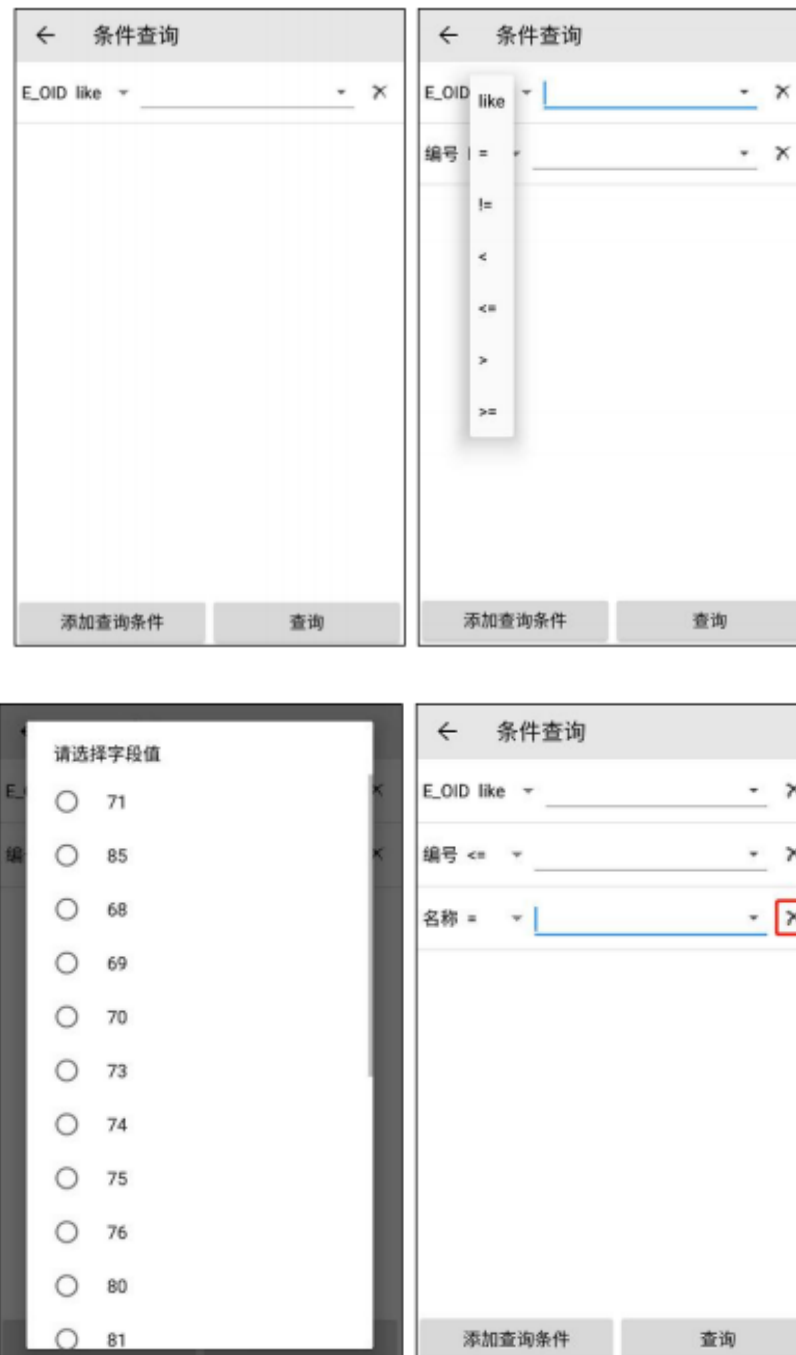 ← 条件查询
E_OID like
添加查询条件
查询
← 条件查询
E_OID
like
编号
=
!=
<
<=
>
>=
添加查询条件
查询
请选择字段值
71
85
68
69
70
73
74
75
76
80
81
← 条件查询
E_OID like
编号 <=
名称 =
添加查询条件
查询